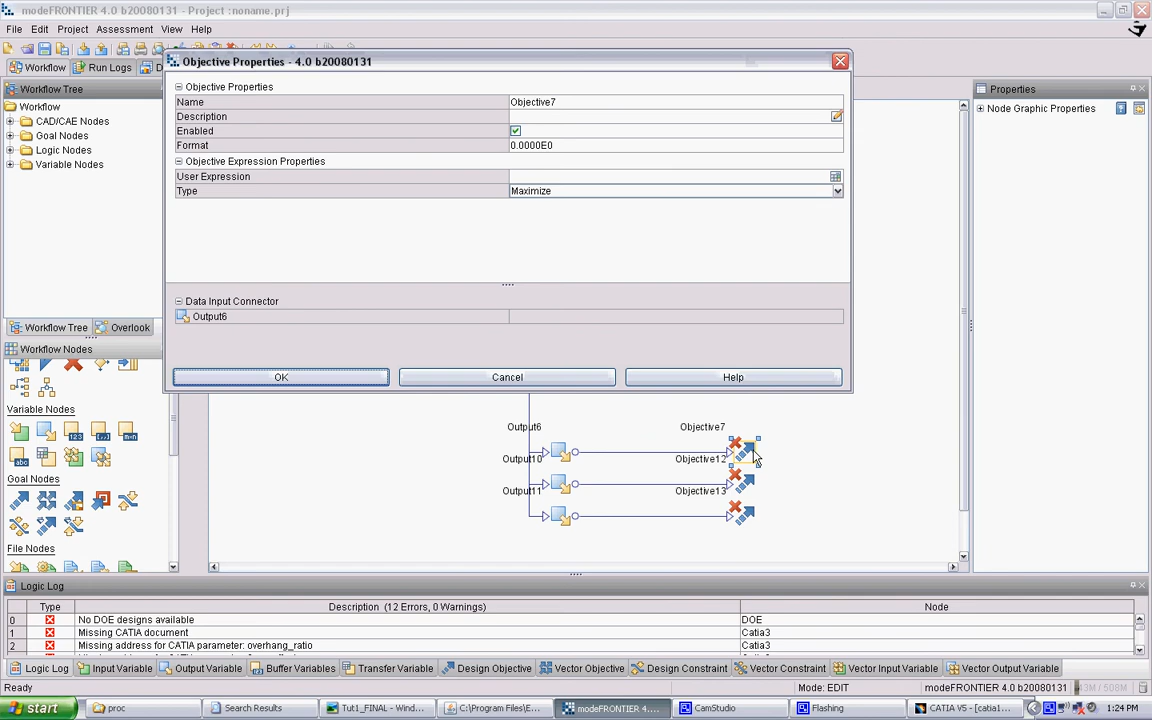 modeFRONTIER 4.0 b20080131 - Project :noname.prj
File Edit Project Assessment View Help
Workflow Run Logs D
Workflow Tree
Workflow
CAD/CAE Nodes
Goal Nodes
Logic Nodes
Variable Nodes
Workflow Tree Overlook
Workflow Nodes
Variable Nodes
Goal Nodes
File Nodes
Objective Properties - 4.0 b20080131
Objective Properties
Name Objective7
Description
Enabled
Format 0.0000E0
Objective Expression Properties
User Expression
Type Maximize
Data Input Connector
Output6
OK Cancel Help
Properties
Node Graphic Properties
Output6 Objective7
Output10 Objective12
Output11 Objective13
Logic Log
Type Description (12 Errors, 0 Warnings) Node
0 No DOE designs available DOE
1 Missing CATIA document Catia3
2 Missing address for CATIA parameter: overhang_ratio Catia3
Logic Log Input Variable Output Variable Buffer Variables Transfer Variable Design Objective Vector Objective Design Constraint Vector Constraint Vector Input Variable Vector Output Variable
Ready Mode: EDIT modeFRONTIER 4.0 b20080131
start proc Search Results Tut1_FINAL - Wind... C:\Program Files\E... modeFRONTIER 4.... CamStudio Flashing CATIA V5 - [catia1... 1:24 PM